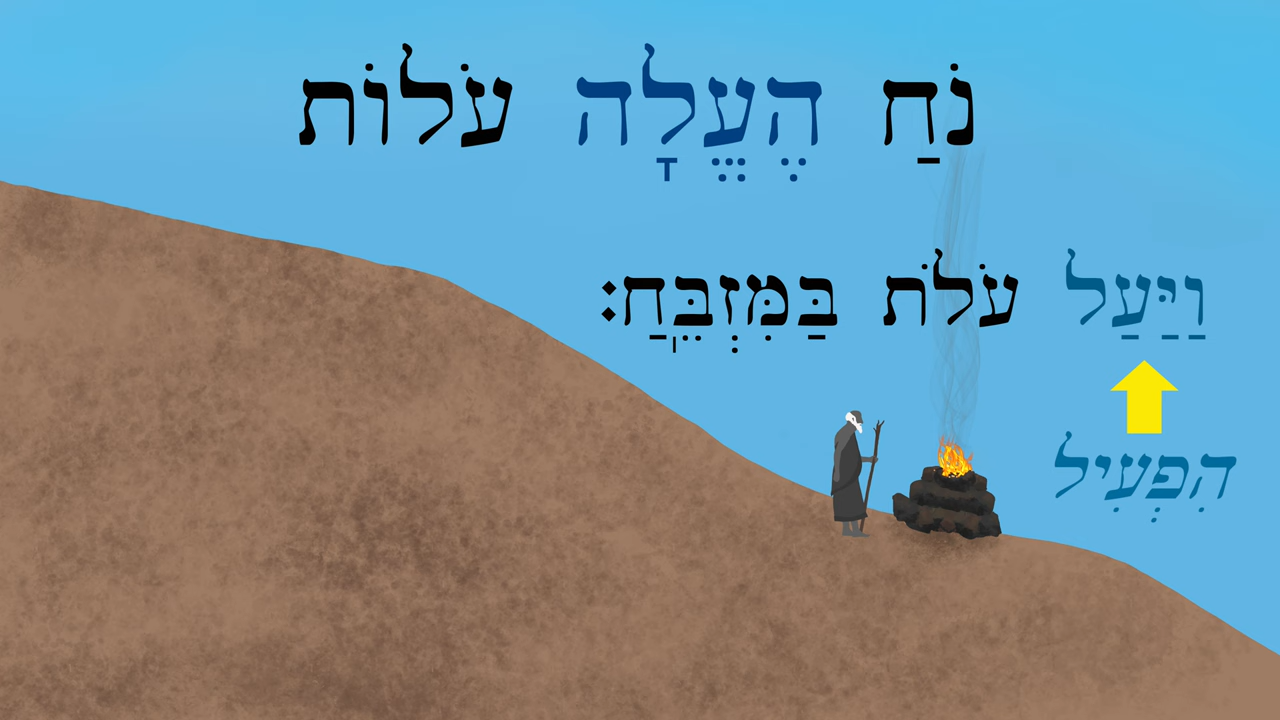 נֹחַ הֶעֱלָה עֹלוֹת
וַיַּעַל עֹלֹת בַּמִּזְבֵּֽחַ׃
הִפְעִיל